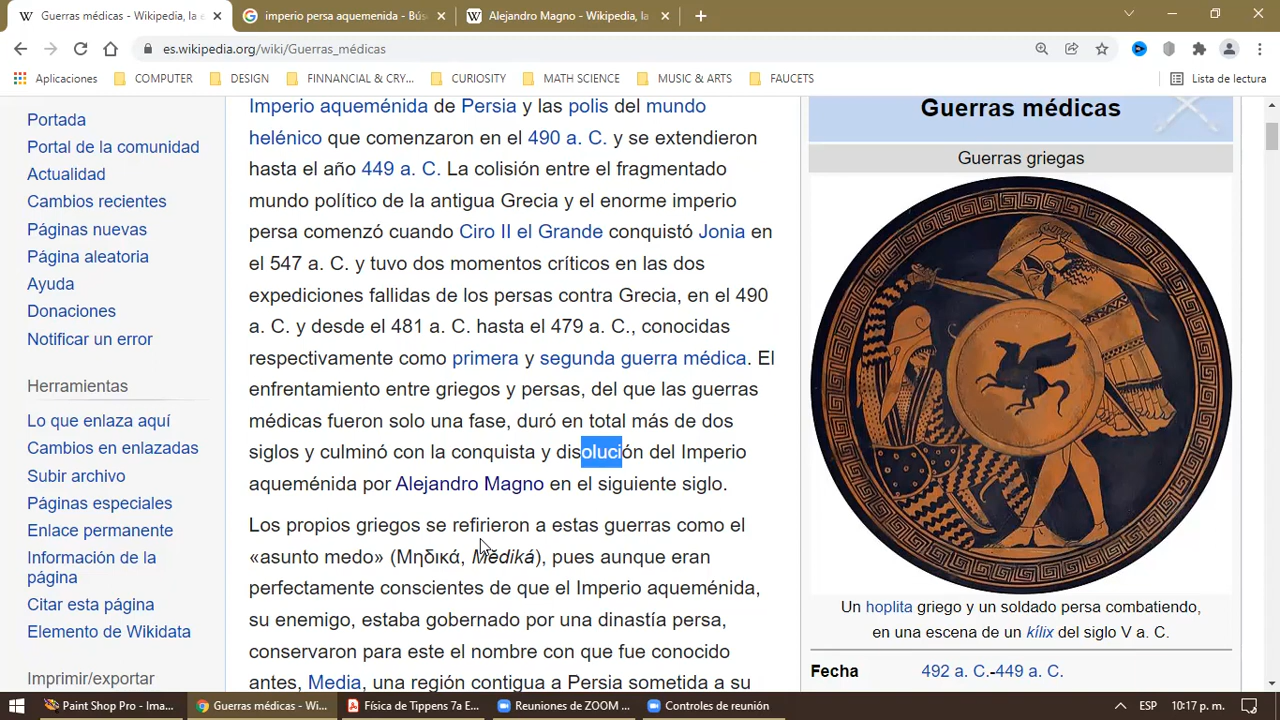 Guerras médicas - Wikipedia, la e
imperio persa aquemenida - Bús
Alejandro Magno - Wikipedia, la
es.wikipedia.org/wiki/Guerras_médicas
Aplicaciones
COMPUTER
DESIGN
FINNANCIAL & CRY...
CURIOSITY
MATH SCIENCE
MUSIC & ARTS
FAUCETS
Lista de lectura
Portada
Portal de la comunidad
Actualidad
Cambios recientes
Páginas nuevas
Página aleatoria
Ayuda
Donaciones
Notificar un error
Herramientas
Lo que enlaza aquí
Cambios en enlazadas
Subir archivo
Páginas especiales
Enlace permanente
Información de la
página
Citar esta página
Elemento de Wikidata
Imprimir/exportar
Imperio aqueménida de Persia y las polis del mundo
helénico que comenzaron en el 490 a. C. y se extendieron
hasta el año 449 a. C. La colisión entre el fragmentado
mundo político de la antigua Grecia y el enorme imperio
persa comenzó cuando Ciro II el Grande conquistó Jonia en
el 547 a. C. y tuvo dos momentos críticos en las dos
expediciones fallidas de los persas contra Grecia, en el 490
a. C. y desde el 481 a. C. hasta el 479 a. C., conocidas
respectivamente como primera y segunda guerra médica. El
enfrentamiento entre griegos y persas, del que las guerras
médicas fueron solo una fase, duró en total más de dos
siglos y culminó con la conquista y disolución del Imperio
aqueménida por Alejandro Magno en el siguiente siglo.
Los propios griegos se refirieron a estas guerras como el
«asunto medo» (Μηδικά, Mēdiká), pues aunque eran
perfectamente conscientes de que el Imperio aqueménida,
su enemigo, estaba gobernado por una dinastía persa,
conservaron para este el nombre con que fue conocido
antes, Media, una región contigua a Persia sometida a su
Guerras médicas
Guerras griegas
Un hoplita griego y un soldado persa combatiendo,
en una escena de un kílix del siglo V a. C.
Fecha 492 a. C.-449 a. C.
Paint Shop Pro - Ima...
Guerras médicas - Wi...
Física de Tippens 7a E...
Reuniones de ZOOM ...
Controles de reunión
ESP
10:17 p. m.